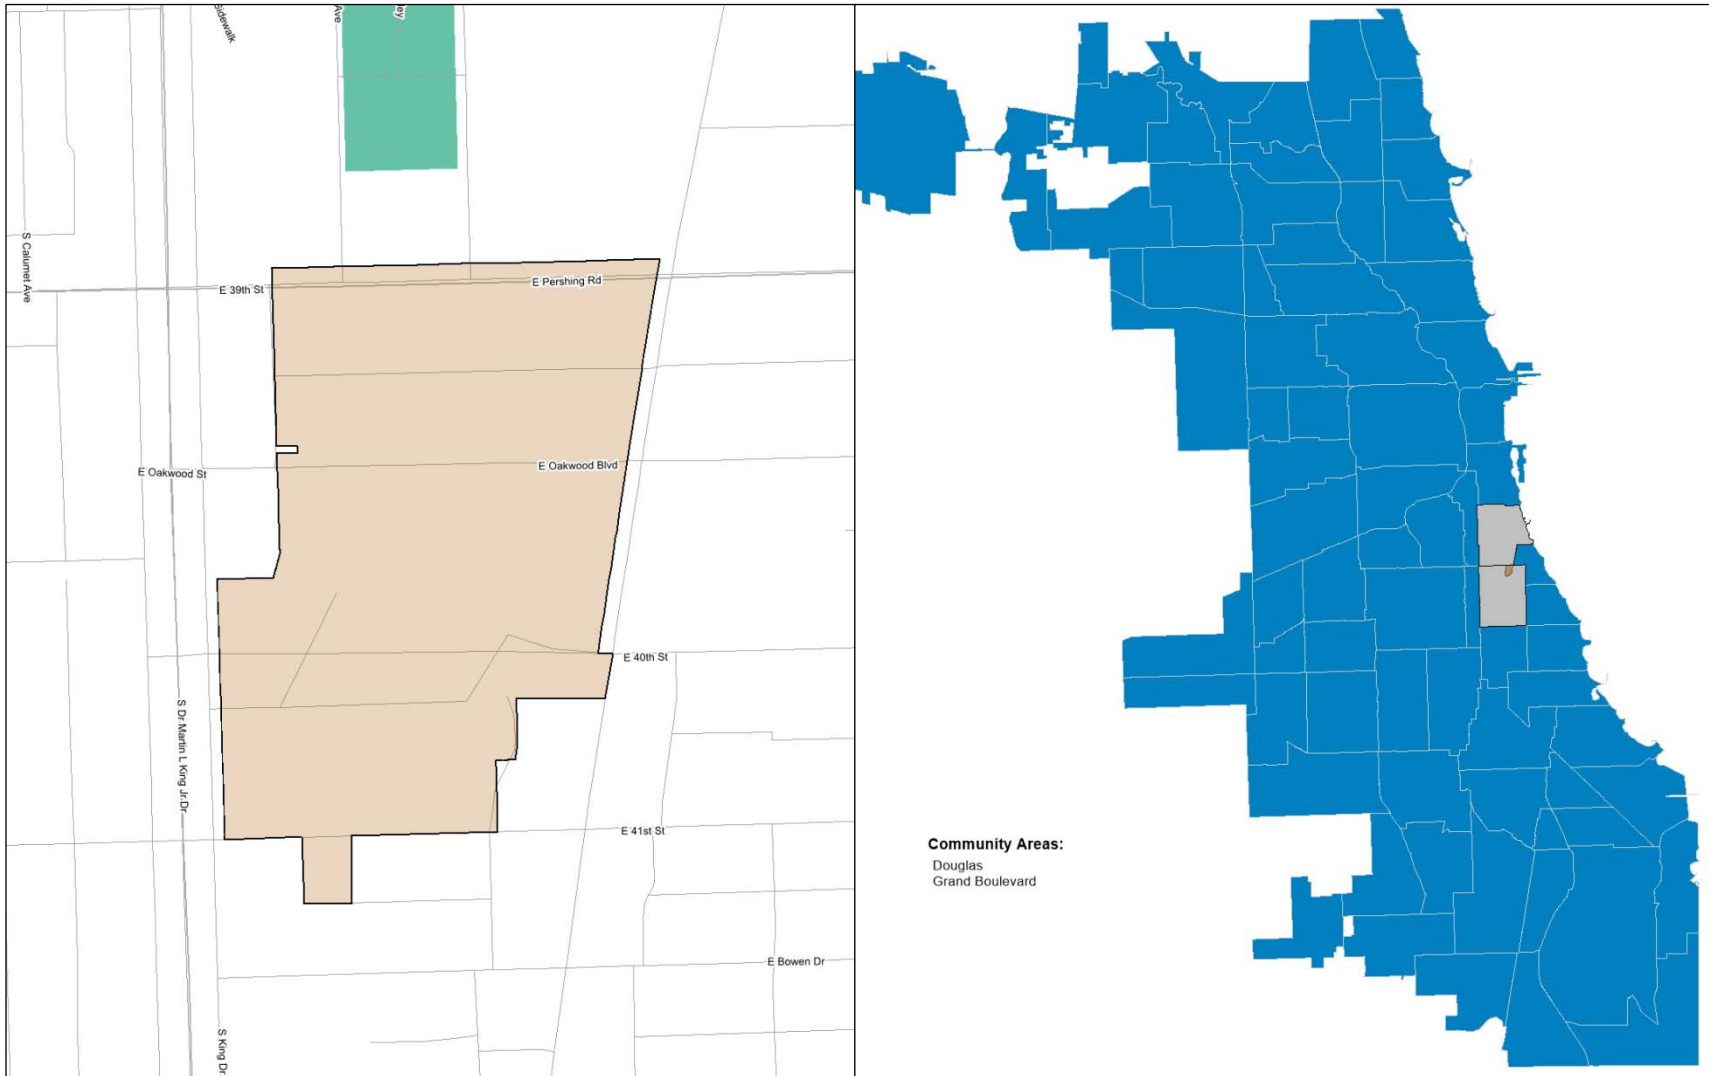 Sidewalk
Ave
ley
S Calumet Ave
E 39th St
E Pershing Rd
E Oakwood St
E Oakwood Blvd
E 40th St
S Dr Martin L King Jr Dr
E 41st St
E Bowen Dr
S King Dr
Community Areas:
Douglas
Grand Boulevard